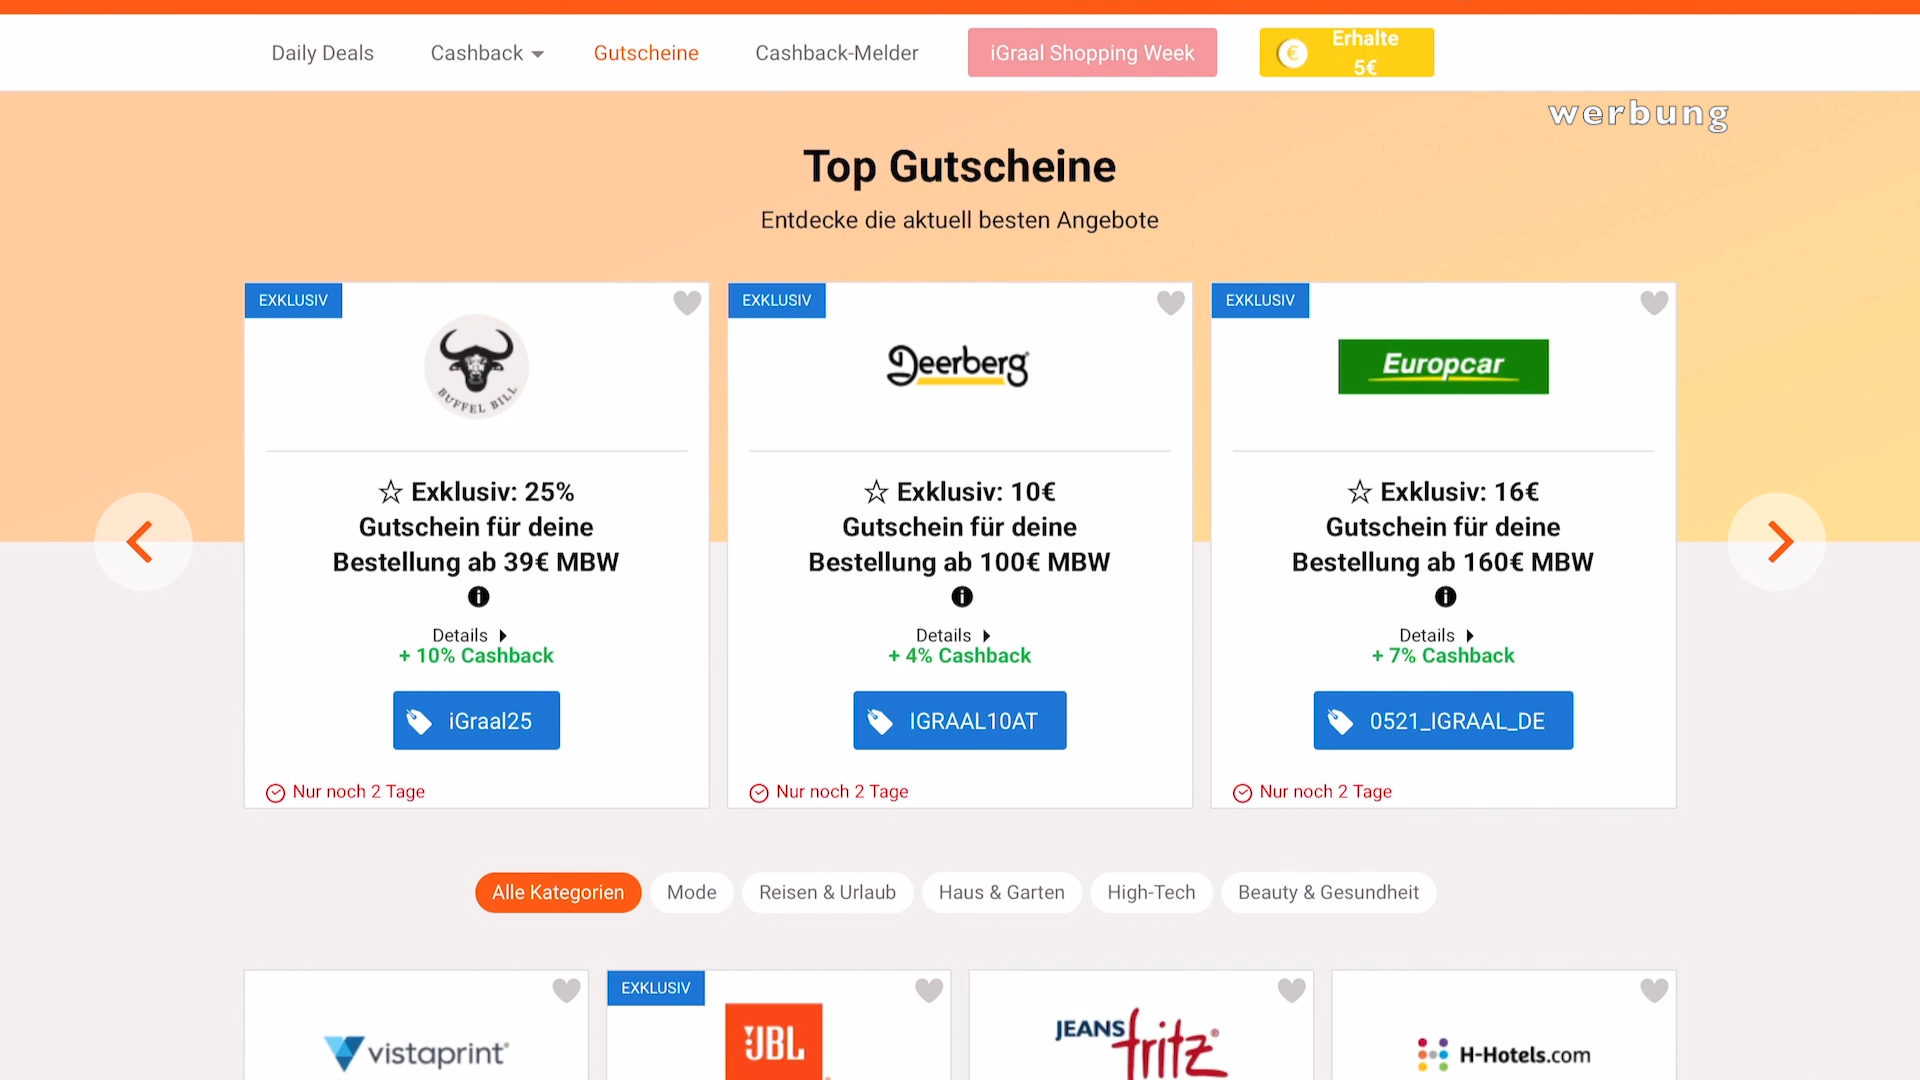 Daily Deals
Cashback
Gutscheine
Cashback-Melder
iGraal Shopping Week
€
Erhalte
5€
werbung
Top Gutscheine
Entdecke die aktuell besten Angebote
EXKLUSIV
BUFFEL BILL
☆ Exklusiv: 25%
Gutschein für deine
Bestellung ab 39€ MBW
i
Details
+ 10% Cashback
iGraal25
Nur noch 2 Tage
EXKLUSIV
Deerberg
☆ Exklusiv: 10€
Gutschein für deine
Bestellung ab 100€ MBW
i
Details
+ 4% Cashback
IGRAAL10AT
Nur noch 2 Tage
EXKLUSIV
Europcar
☆ Exklusiv: 16€
Gutschein für deine
Bestellung ab 160€ MBW
i
Details
+ 7% Cashback
0521_IGRAAL_DE
Nur noch 2 Tage
Alle Kategorien
Mode
Reisen & Urlaub
Haus & Garten
High-Tech
Beauty & Gesundheit
vistaprint®
EXKLUSIV
JBL
JEANS fritz®
H-Hotels.com